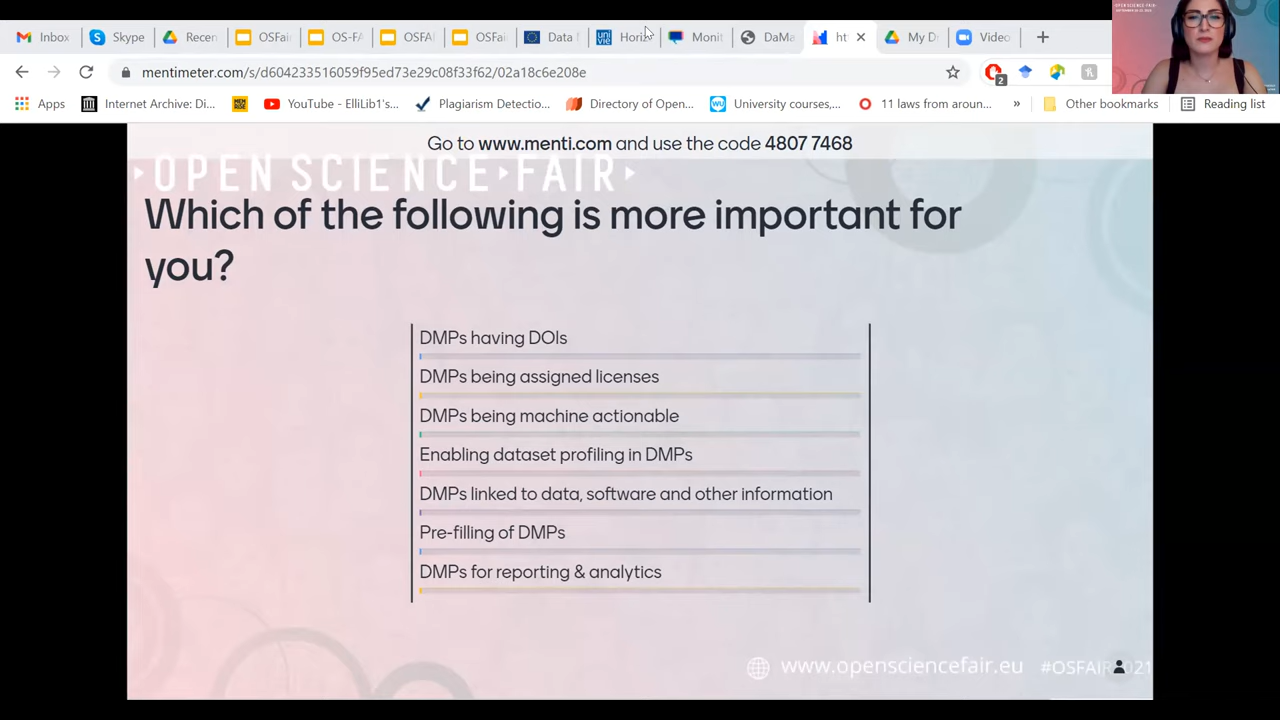 Inbox
Skype
Recen
OSFai
OS-FA
OSFA
OSFai
Data
Horiz
Monit
DaMa
ht
My D
Video
mentimeter.com/s/d604233516059f95ed73e29c08f33f62/02a18c6e208e
2
Apps
Internet Archive: Di...
YouTube - ElliLib1's...
Plagiarism Detectio...
Directory of Open...
WU
University courses,...
11 laws from aroun...
»
Other bookmarks
Reading list
Go to www.menti.com and use the code 4807 7468
OPEN SCIENCE FAIR
Which of the following is more important for
you?
DMPs having DOIs
DMPs being assigned licenses
DMPs being machine actionable
Enabling dataset profiling in DMPs
DMPs linked to data, software and other information
Pre-filling of DMPs
DMPs for reporting & analytics
www.opensciencefair.eu #OSFAIR2021